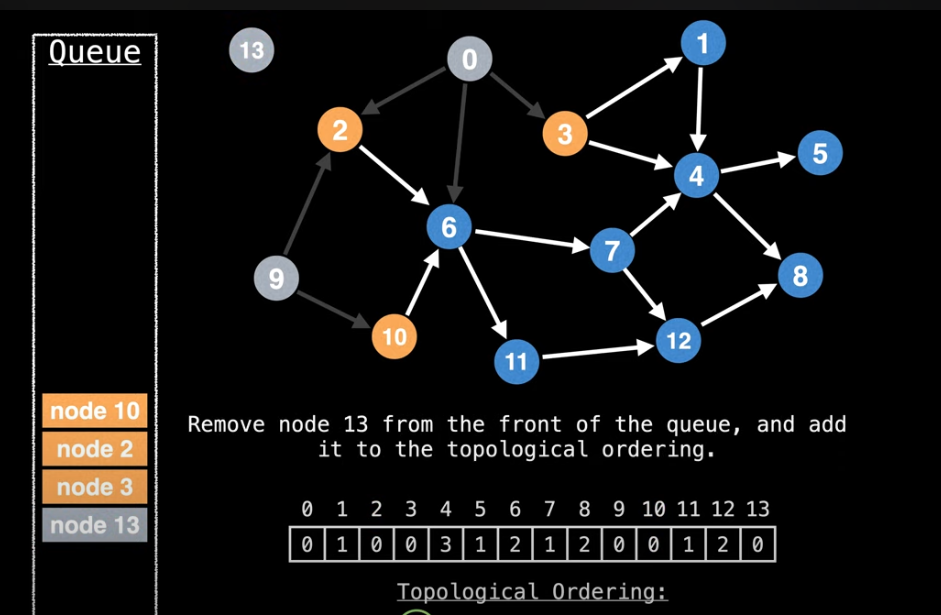 Queue
13
0
1
2
3
5
4
6
7
9
8
10
12
11
node 10
node 2
node 3
node 13
Remove node 13 from the front of the queue, and add
it to the topological ordering.
0 1 2 3 4 5 6 7 8 9 10 11 12 13
0 1 0 0 3 1 2 1 2 0 0 1 2 0
Topological Ordering: